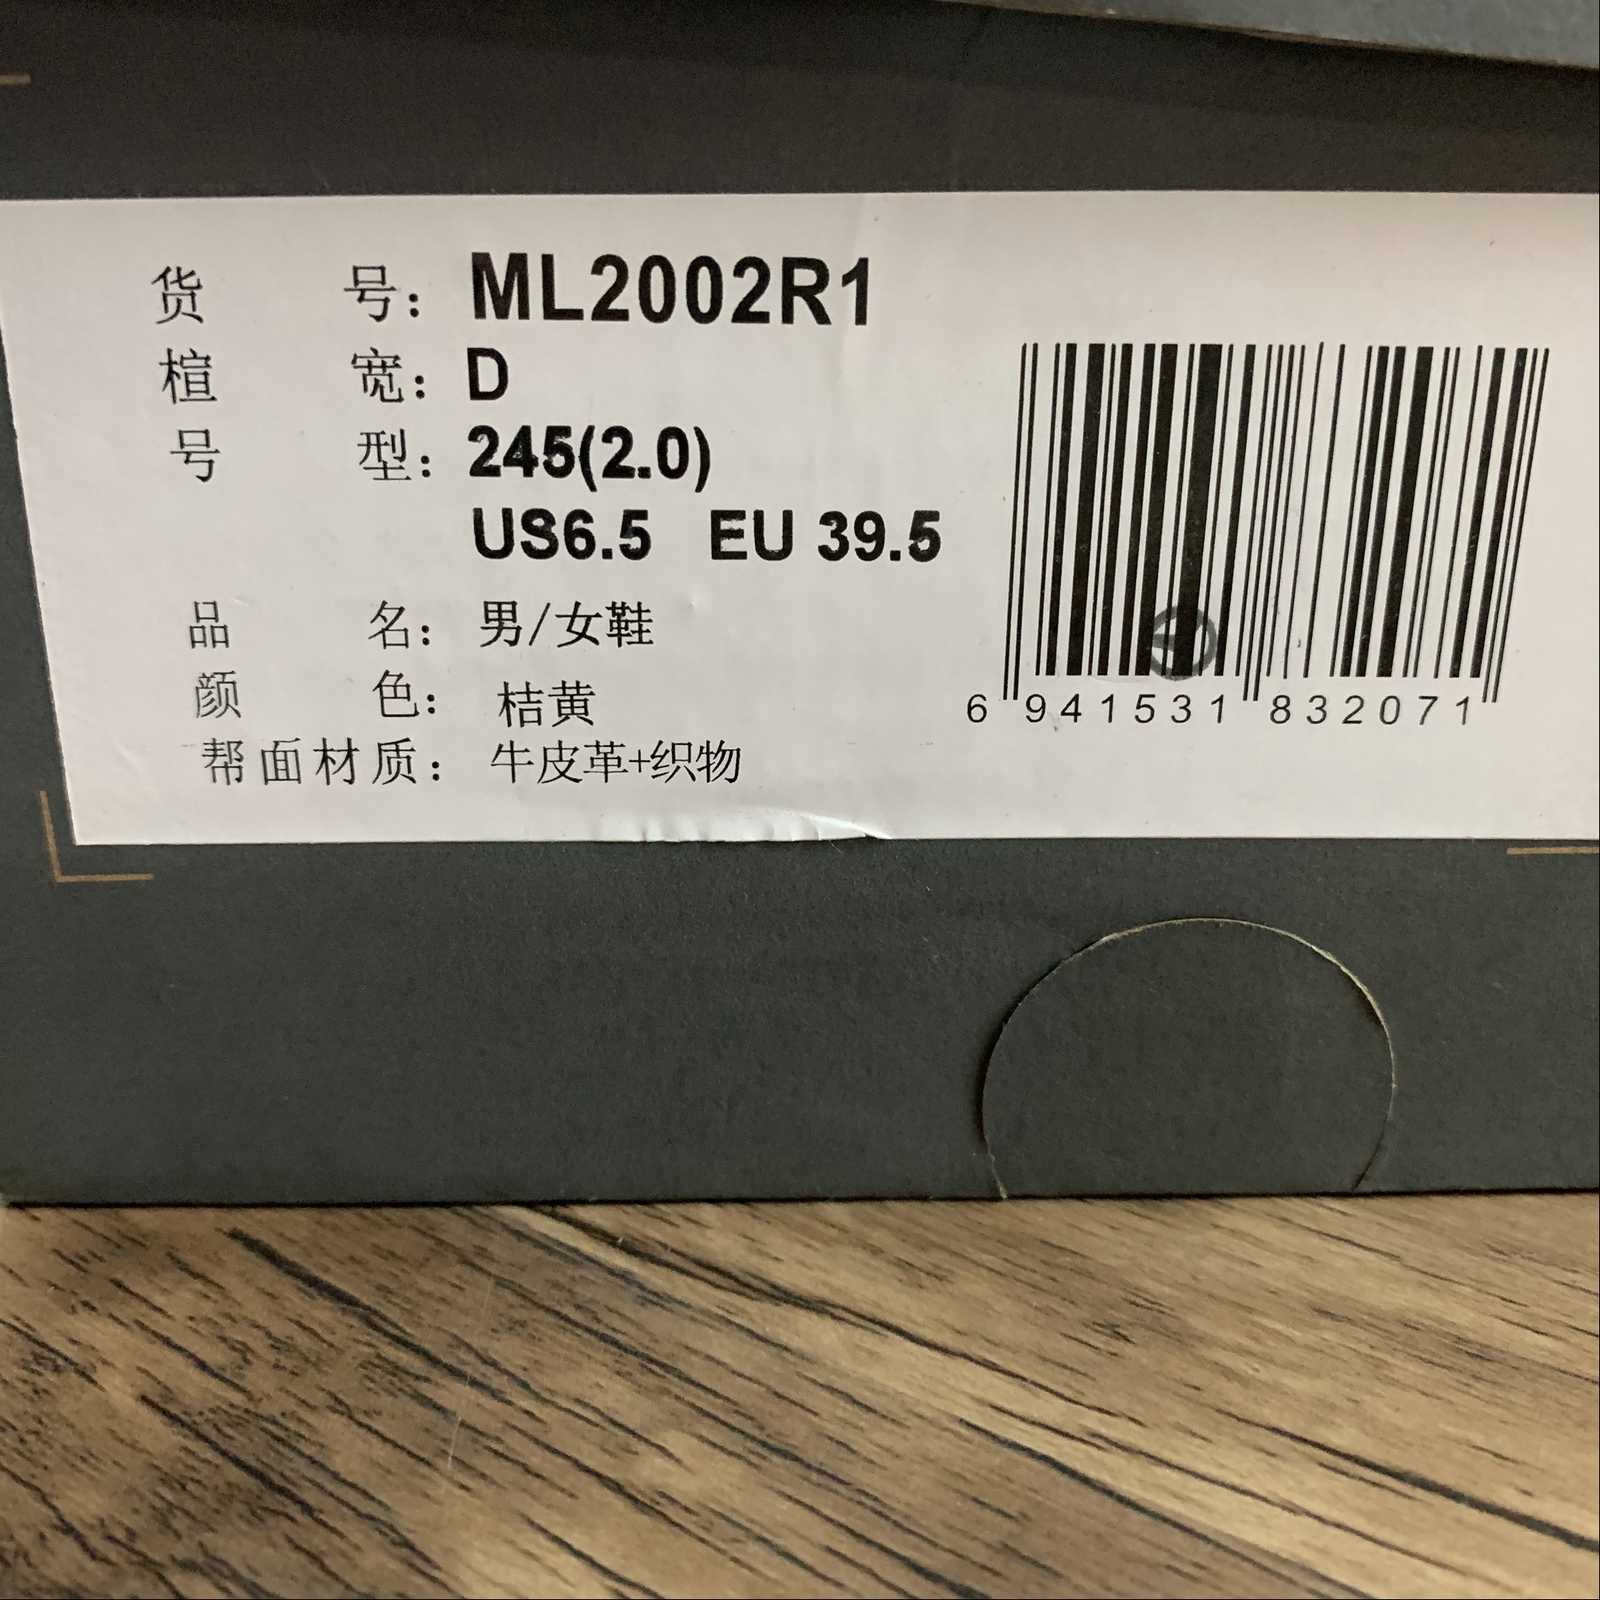 货 号: ML2002R1
楦 宽: D
号 型: 245(2.0)
US6.5 EU 39.5
品 名: 男/女鞋
颜 色: 桔黄
帮面材质: 牛皮革+织物
6 941531 832071